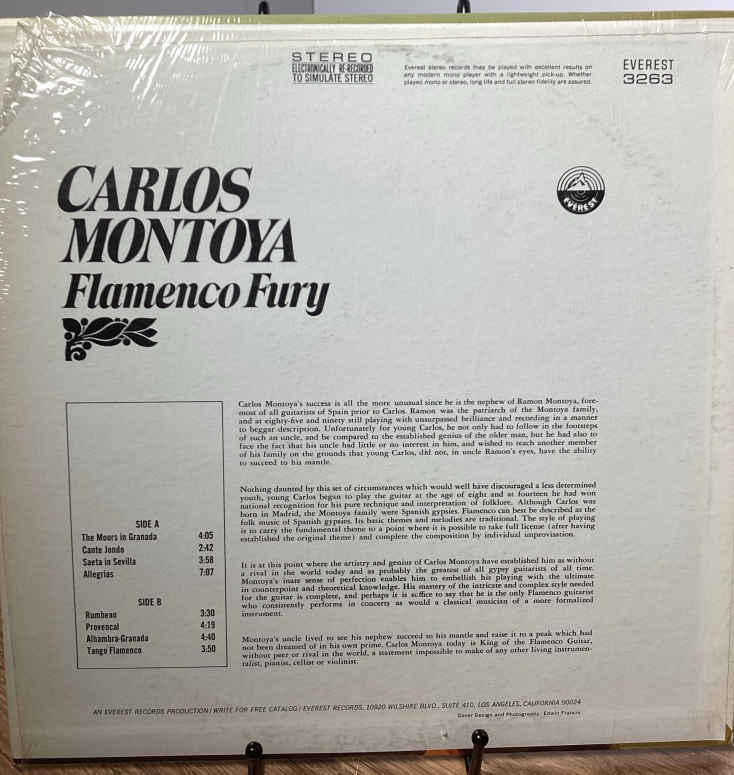 STEREO
ELECTRONICALLY RE-RECORDED
TO SIMULATE STEREO
Everest stereo records may be played with excellent results on
any modern mono player with a lightweight pick-up. Whether
played mono or stereo, long life and full stereo fidelity are assured.
EVEREST
3263
CARLOS
MONTOYA
Flamenco Fury
EVEREST
Carlos Montoya's success is all the more unusual since he is the nephew of Ramon Montoya, fore-
most of all guitarists of Spain prior to Carlos. Ramon was the patriarch of the Montoya family,
and at eighty-five and ninety still playing with unsurpassed brilliance and recording in a manner
to beggar description. Unfortunately for young Carlos, he not only had to follow in the footsteps
of such an uncle, and be compared to the established genius of the older man, but he had also to
face the fact that his uncle had little or no interest in him, and wished to teach another member
of his family on the grounds that young Carlos, did not, in uncle Ramon's eyes, have the ability
to succeed to his mantle.
Nothing daunted by this set of circumstances which would well have discouraged a less determined
youth, young Carlos began to play the guitar at the age of eight and at fourteen he had won
national recognition for his pure technique and interpretation of folklore. Although Carlos was
born in Madrid, the Montoya family were Spanish gypsies. Flamenco can best be described as the
folk music of Spanish gypsies. Its basic themes and melodies are traditional. The style of playing
is to carry the fundamental theme to a point where it is possible to take full license (after having
established the original theme) and complete the composition by individual improvisation.
It is at this point where the artistry and genius of Carlos Montoya have established him as without
a rival in the world today and as probably the greatest of all gypsy guitarists of all time.
Montoya's inate sense of perfection enables him to embellish his playing with the ultimate
in counterpoint and theoretical knowledge. His mastery of the intricate and complex style needed
for the guitar is complete, and perhaps it is suffice to say that he is the only Flamenco guitarist
who consistently performs in concerts as would a classical musician of a more formalized
instrument.
Montoya's uncle lived to see his nephew succeed to his mantle and raise it to a peak which had
not been dreamed of in his own prime. Carlos Montoya today is King of the Flamenco Guitar,
without peer or rival in the world, a statement impossible to make of any other living instrumen-
talist, pianist, cellist or violinist.
SIDE A
The Moors in Granada 4:05
Cante Jondo 2:42
Saeta in Sevilla 3:58
Allegrias 7:07
SIDE B
Rumbeao 3:30
Provencal 4:19
Alhambra-Granada 4:40
Tango Flamenco 3:50
AN EVEREST RECORDS PRODUCTION / WRITE FOR FREE CATALOG / EVEREST RECORDS, 10920 WILSHIRE BLVD., SUITE 410, LOS ANGELES, CALIFORNIA 90024
Cover Design and Photography: Edwin Francis